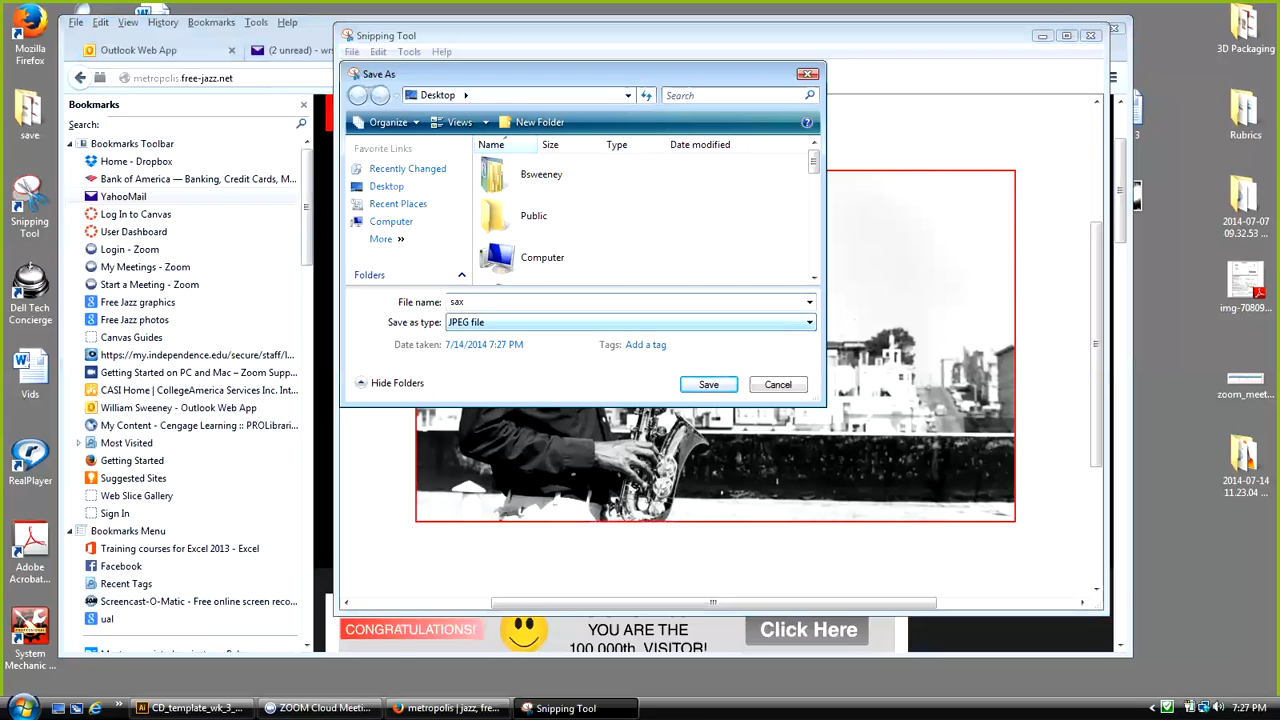 Mozilla
Firefox
save
Snipping
Tool
Dell Tech
Concierge
Vids
RealPlayer
Adobe
Acrobat...
System
Mechanic ...
File Edit View History Bookmarks Tools Help
Outlook Web App
(2 unread) - wrs
metropolis.free-jazz.net
Bookmarks
Search:
Bookmarks Toolbar
Home - Dropbox
Bank of America — Banking, Credit Cards, M...
YahooMail
Log In to Canvas
User Dashboard
Login - Zoom
My Meetings - Zoom
Start a Meeting - Zoom
Free Jazz graphics
Free Jazz photos
Canvas Guides
https://my.independence.edu/secure/staff/l...
Getting Started on PC and Mac – Zoom Supp...
CASI Home | CollegeAmerica Services Inc. Int...
William Sweeney - Outlook Web App
My Content - Cengage Learning :: PROLibrari...
Most Visited
Getting Started
Suggested Sites
Web Slice Gallery
Sign In
Bookmarks Menu
Training courses for Excel 2013 - Excel
Facebook
Recent Tags
Screencast-O-Matic - Free online screen reco...
ual
Snipping Tool
File Edit Tools Help
Save As
Desktop
Search
Organize Views New Folder
Favorite Links
Recently Changed
Desktop
Recent Places
Computer
More »
Folders
Name Size Type Date modified
Bsweeney
Public
Computer
File name: sax
Save as type: JPEG file
Date taken: 7/14/2014 7:27 PM Tags: Add a tag
Hide Folders Save Cancel
CONGRATULATIONS!
YOU ARE THE
100,000th VISITOR!
Click Here
3D Packaging
Rubrics
2014-07-07
09.32.53 ...
img-70809...
zoom_meet...
2014-07-14
11.23.04 ...
CD_template_wk_3_... ZOOM Cloud Meeti... metropolis | jazz, fre... Snipping Tool 7:27 PM